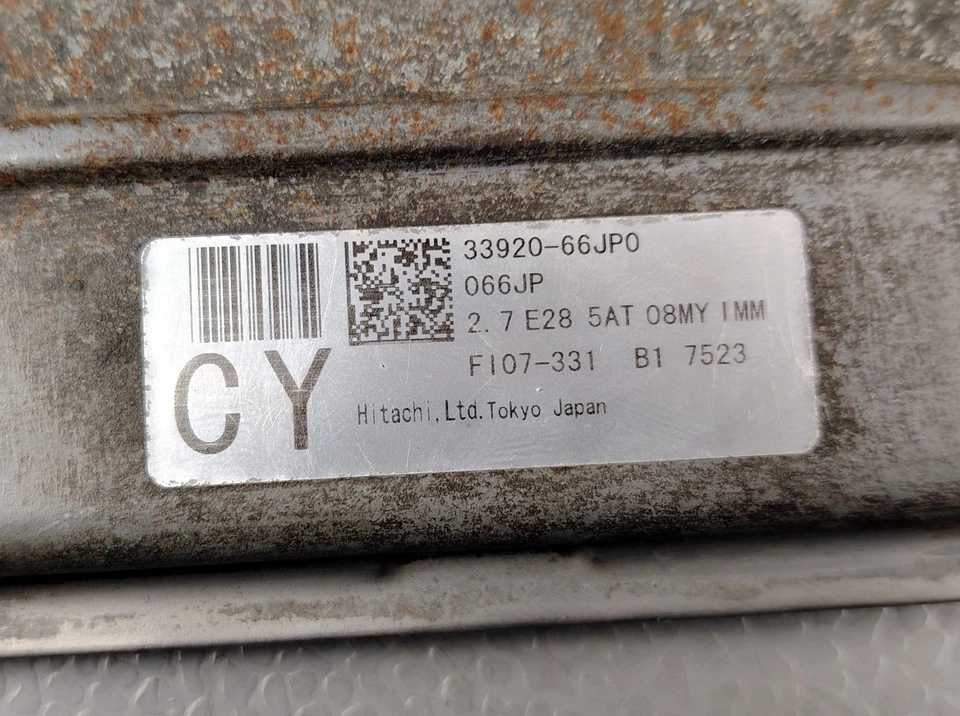 33920-66JP0
066JP
2.7 E28 5AT 08MY IMM
FI07-331 B1 7523
CY
Hitachi,Ltd.Tokyo Japan